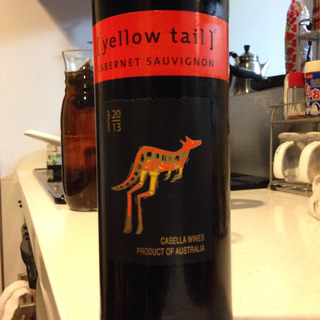 [ yellow tail ]®
CABERNET SAUVIGNON
20
13
CASELLA WINES
PRODUCT OF AUSTRALIA